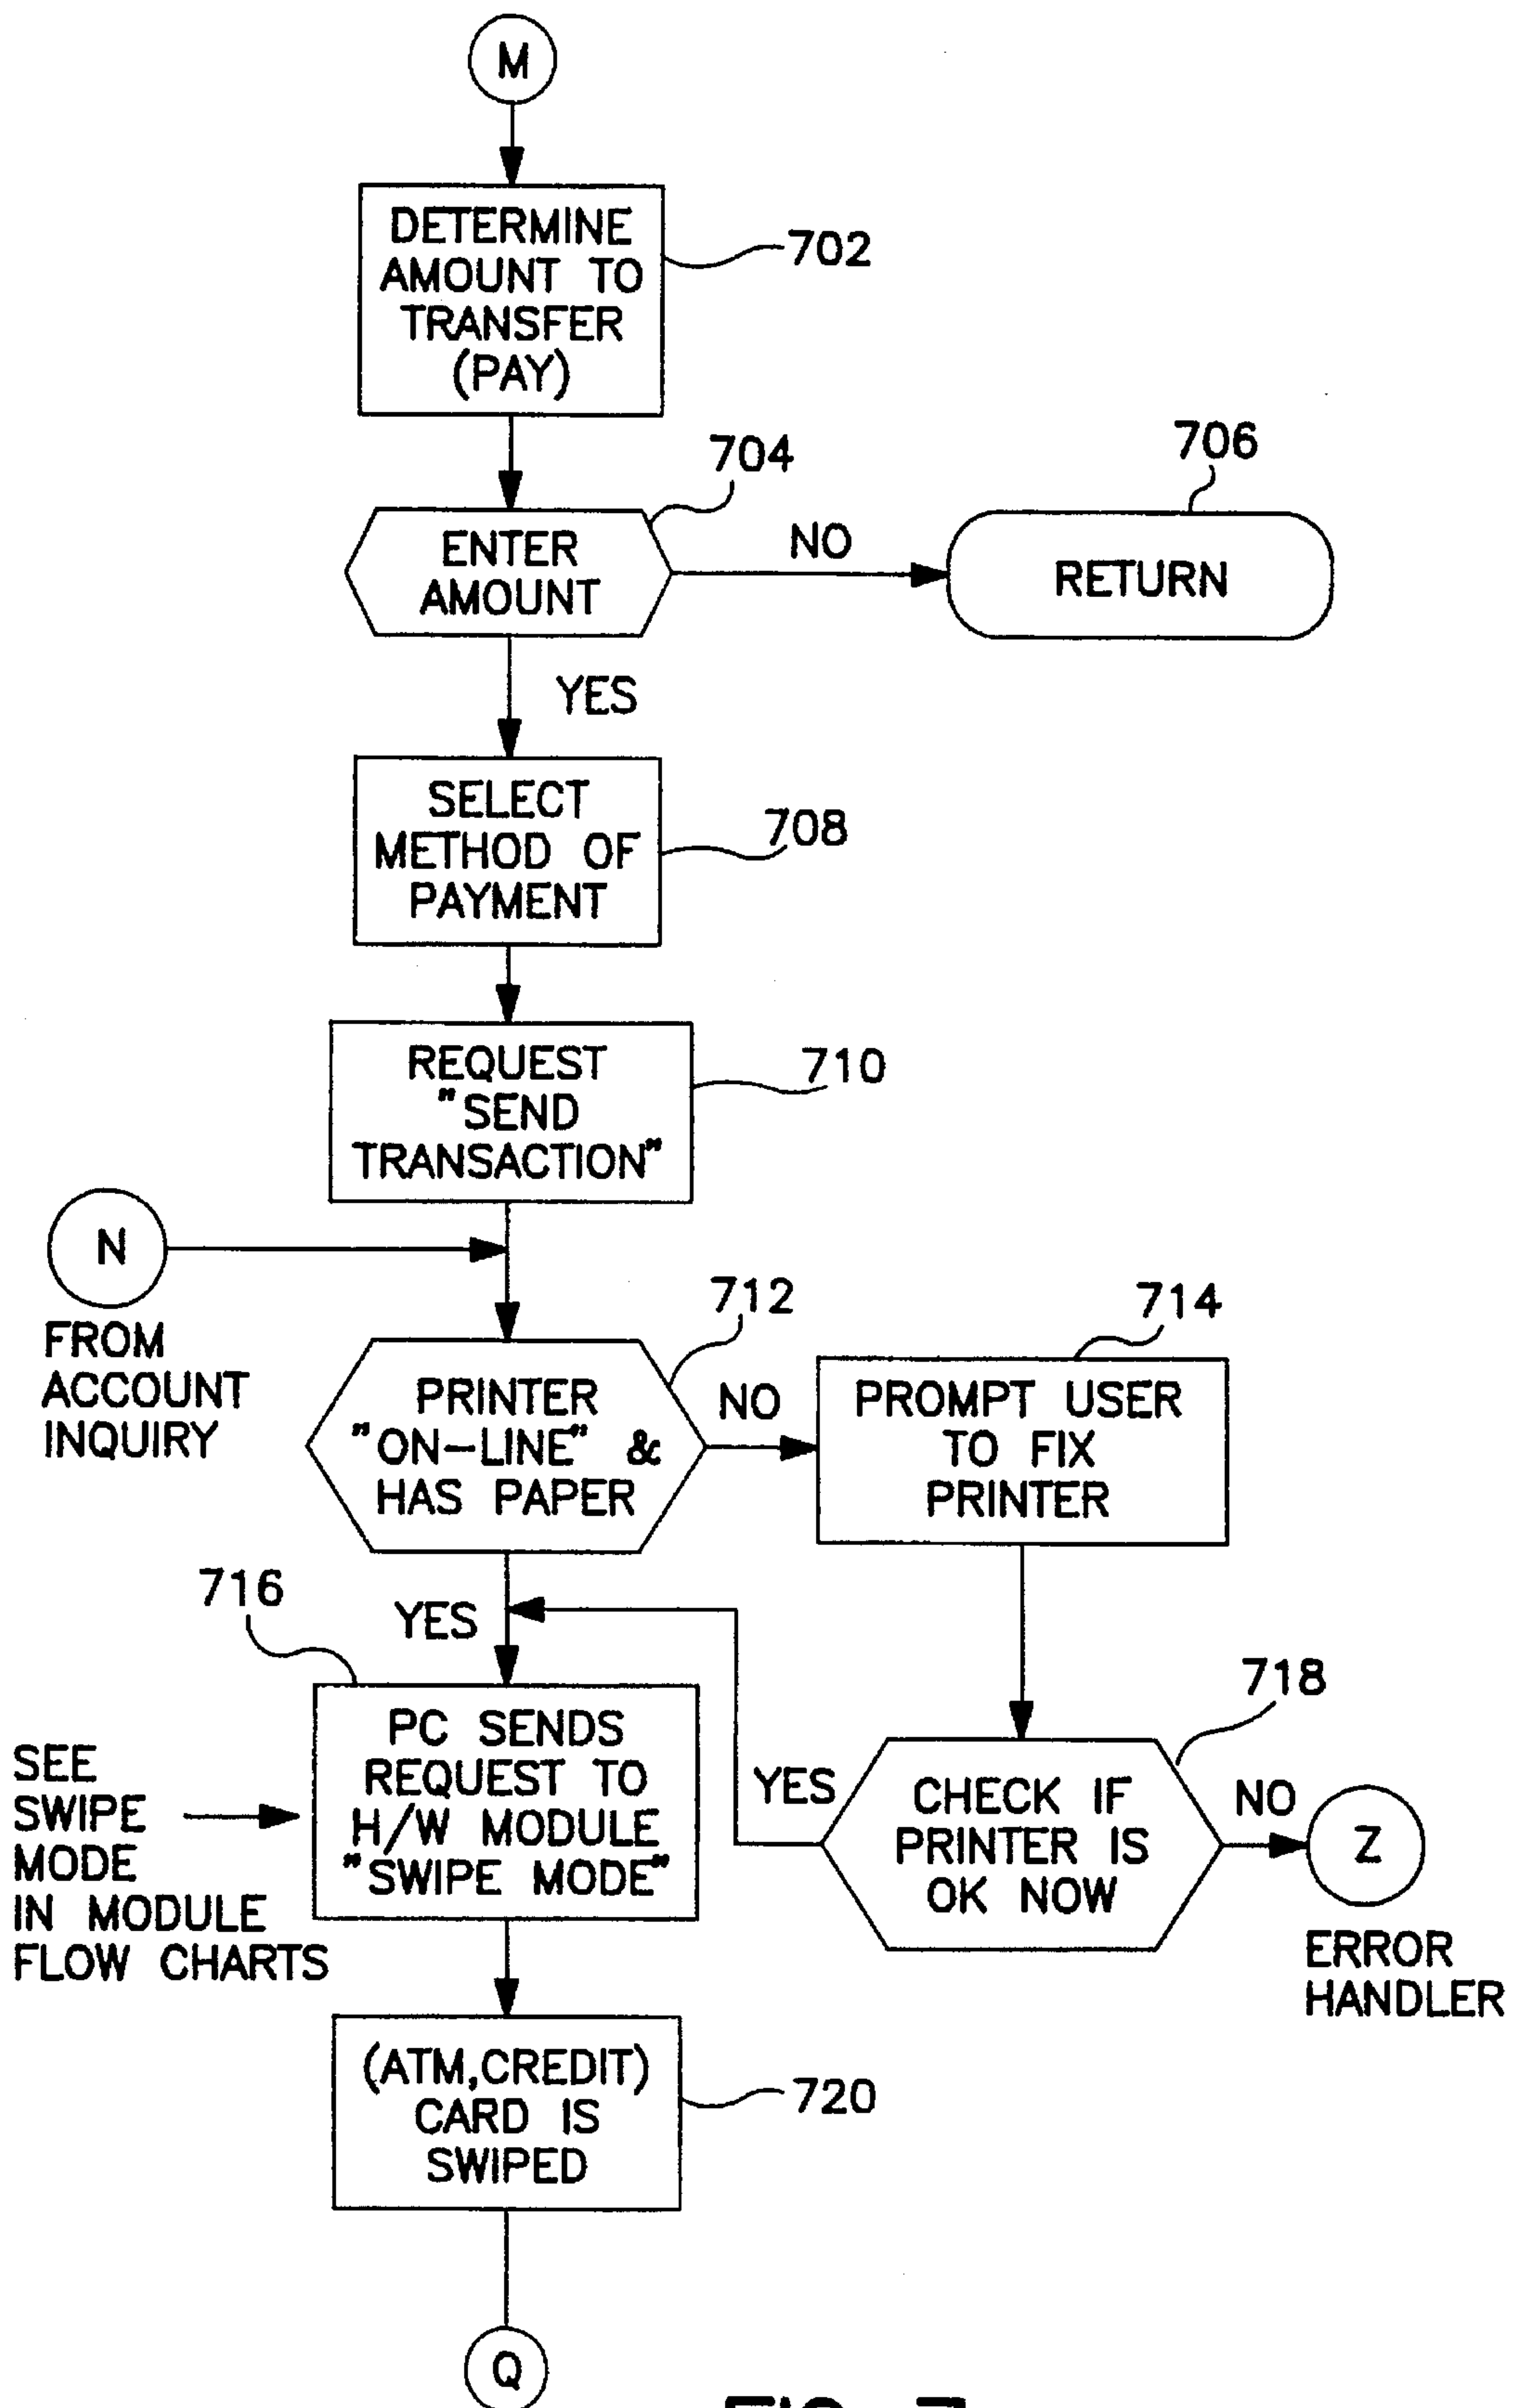 M
DETERMINE
AMOUNT TO
TRANSFER
(PAY)
702
704
ENTER
AMOUNT
NO
706
RETURN
YES
SELECT
METHOD OF
PAYMENT
708
REQUEST
"SEND
TRANSACTION"
710
N
FROM
ACCOUNT
INQUIRY
712
PRINTER
"ON-LINE" &
HAS PAPER
NO
714
PROMPT USER
TO FIX
PRINTER
YES
716
PC SENDS
REQUEST TO
H/W MODULE
"SWIPE MODE"
SEE
SWIPE
MODE
IN MODULE
FLOW CHARTS
718
CHECK IF
PRINTER IS
OK NOW
YES
NO
Z
ERROR
HANDLER
(ATM,CREDIT)
CARD IS
SWIPED
720
Q